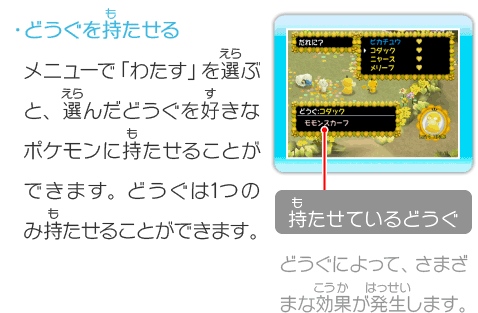 ・どうぐを持たせる
メニューで「わたす」を選ぶ
と、選んだどうぐを好きな
ポケモンに持たせることが
できます。どうぐは1つの
み持たせることができます。
だれに?
ピカチュウ
コダック
ニャース
メリープ
どうぐ:コダック
モモンスカーフ
持たせているどうぐ
どうぐによって、さまざ
まな効果が発生します。